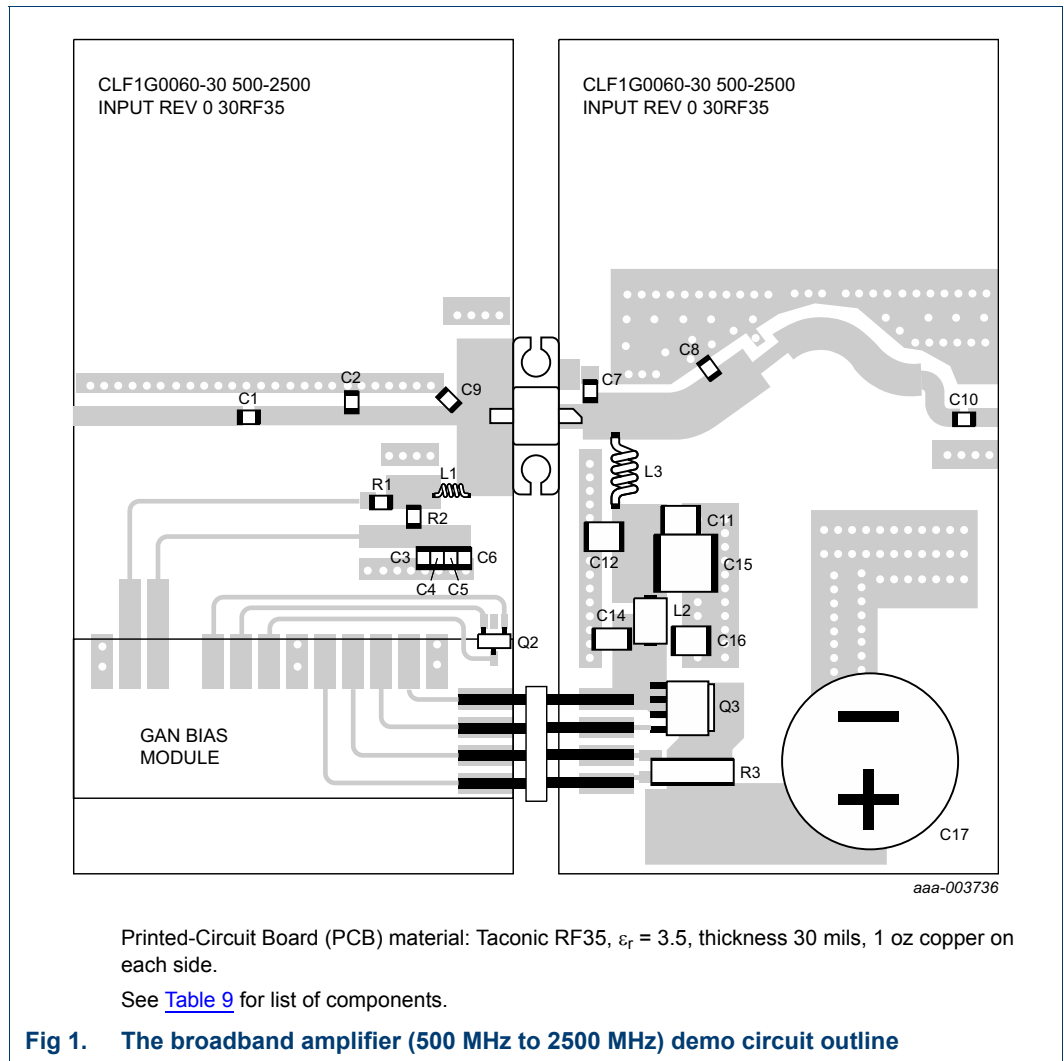 CLF1G0060-30 500-2500
INPUT REV 0 30RF35
CLF1G0060-30 500-2500
INPUT REV 0 30RF35
C1
C2
C9
C7
C8
C10
R1
L1
R2
C3
C6
C4 C5
Q2
L3
C11
C12
C15
L2
C14
C16
Q3
R3
GAN BIAS
MODULE
C17
aaa-003736
Printed-Circuit Board (PCB) material: Taconic RF35, εr = 3.5, thickness 30 mils, 1 oz copper on
each side.
See Table 9 for list of components.
Fig 1. The broadband amplifier (500 MHz to 2500 MHz) demo circuit outline